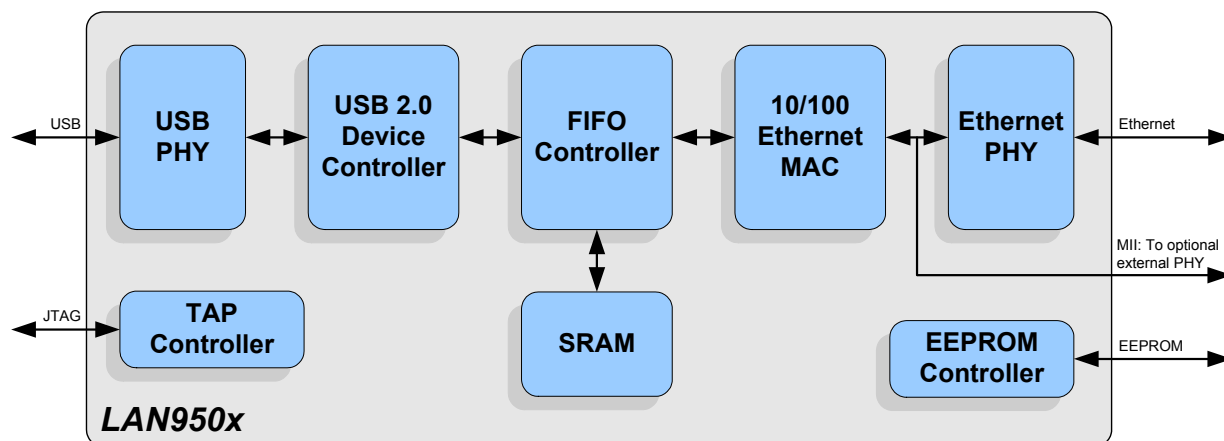 USB
USB
PHY
USB 2.0
Device
Controller
FIFO
Controller
10/100
Ethernet
MAC
Ethernet
PHY
Ethernet
MII: To optional
external PHY
JTAG
TAP
Controller
SRAM
EEPROM
Controller
EEPROM
LAN950x